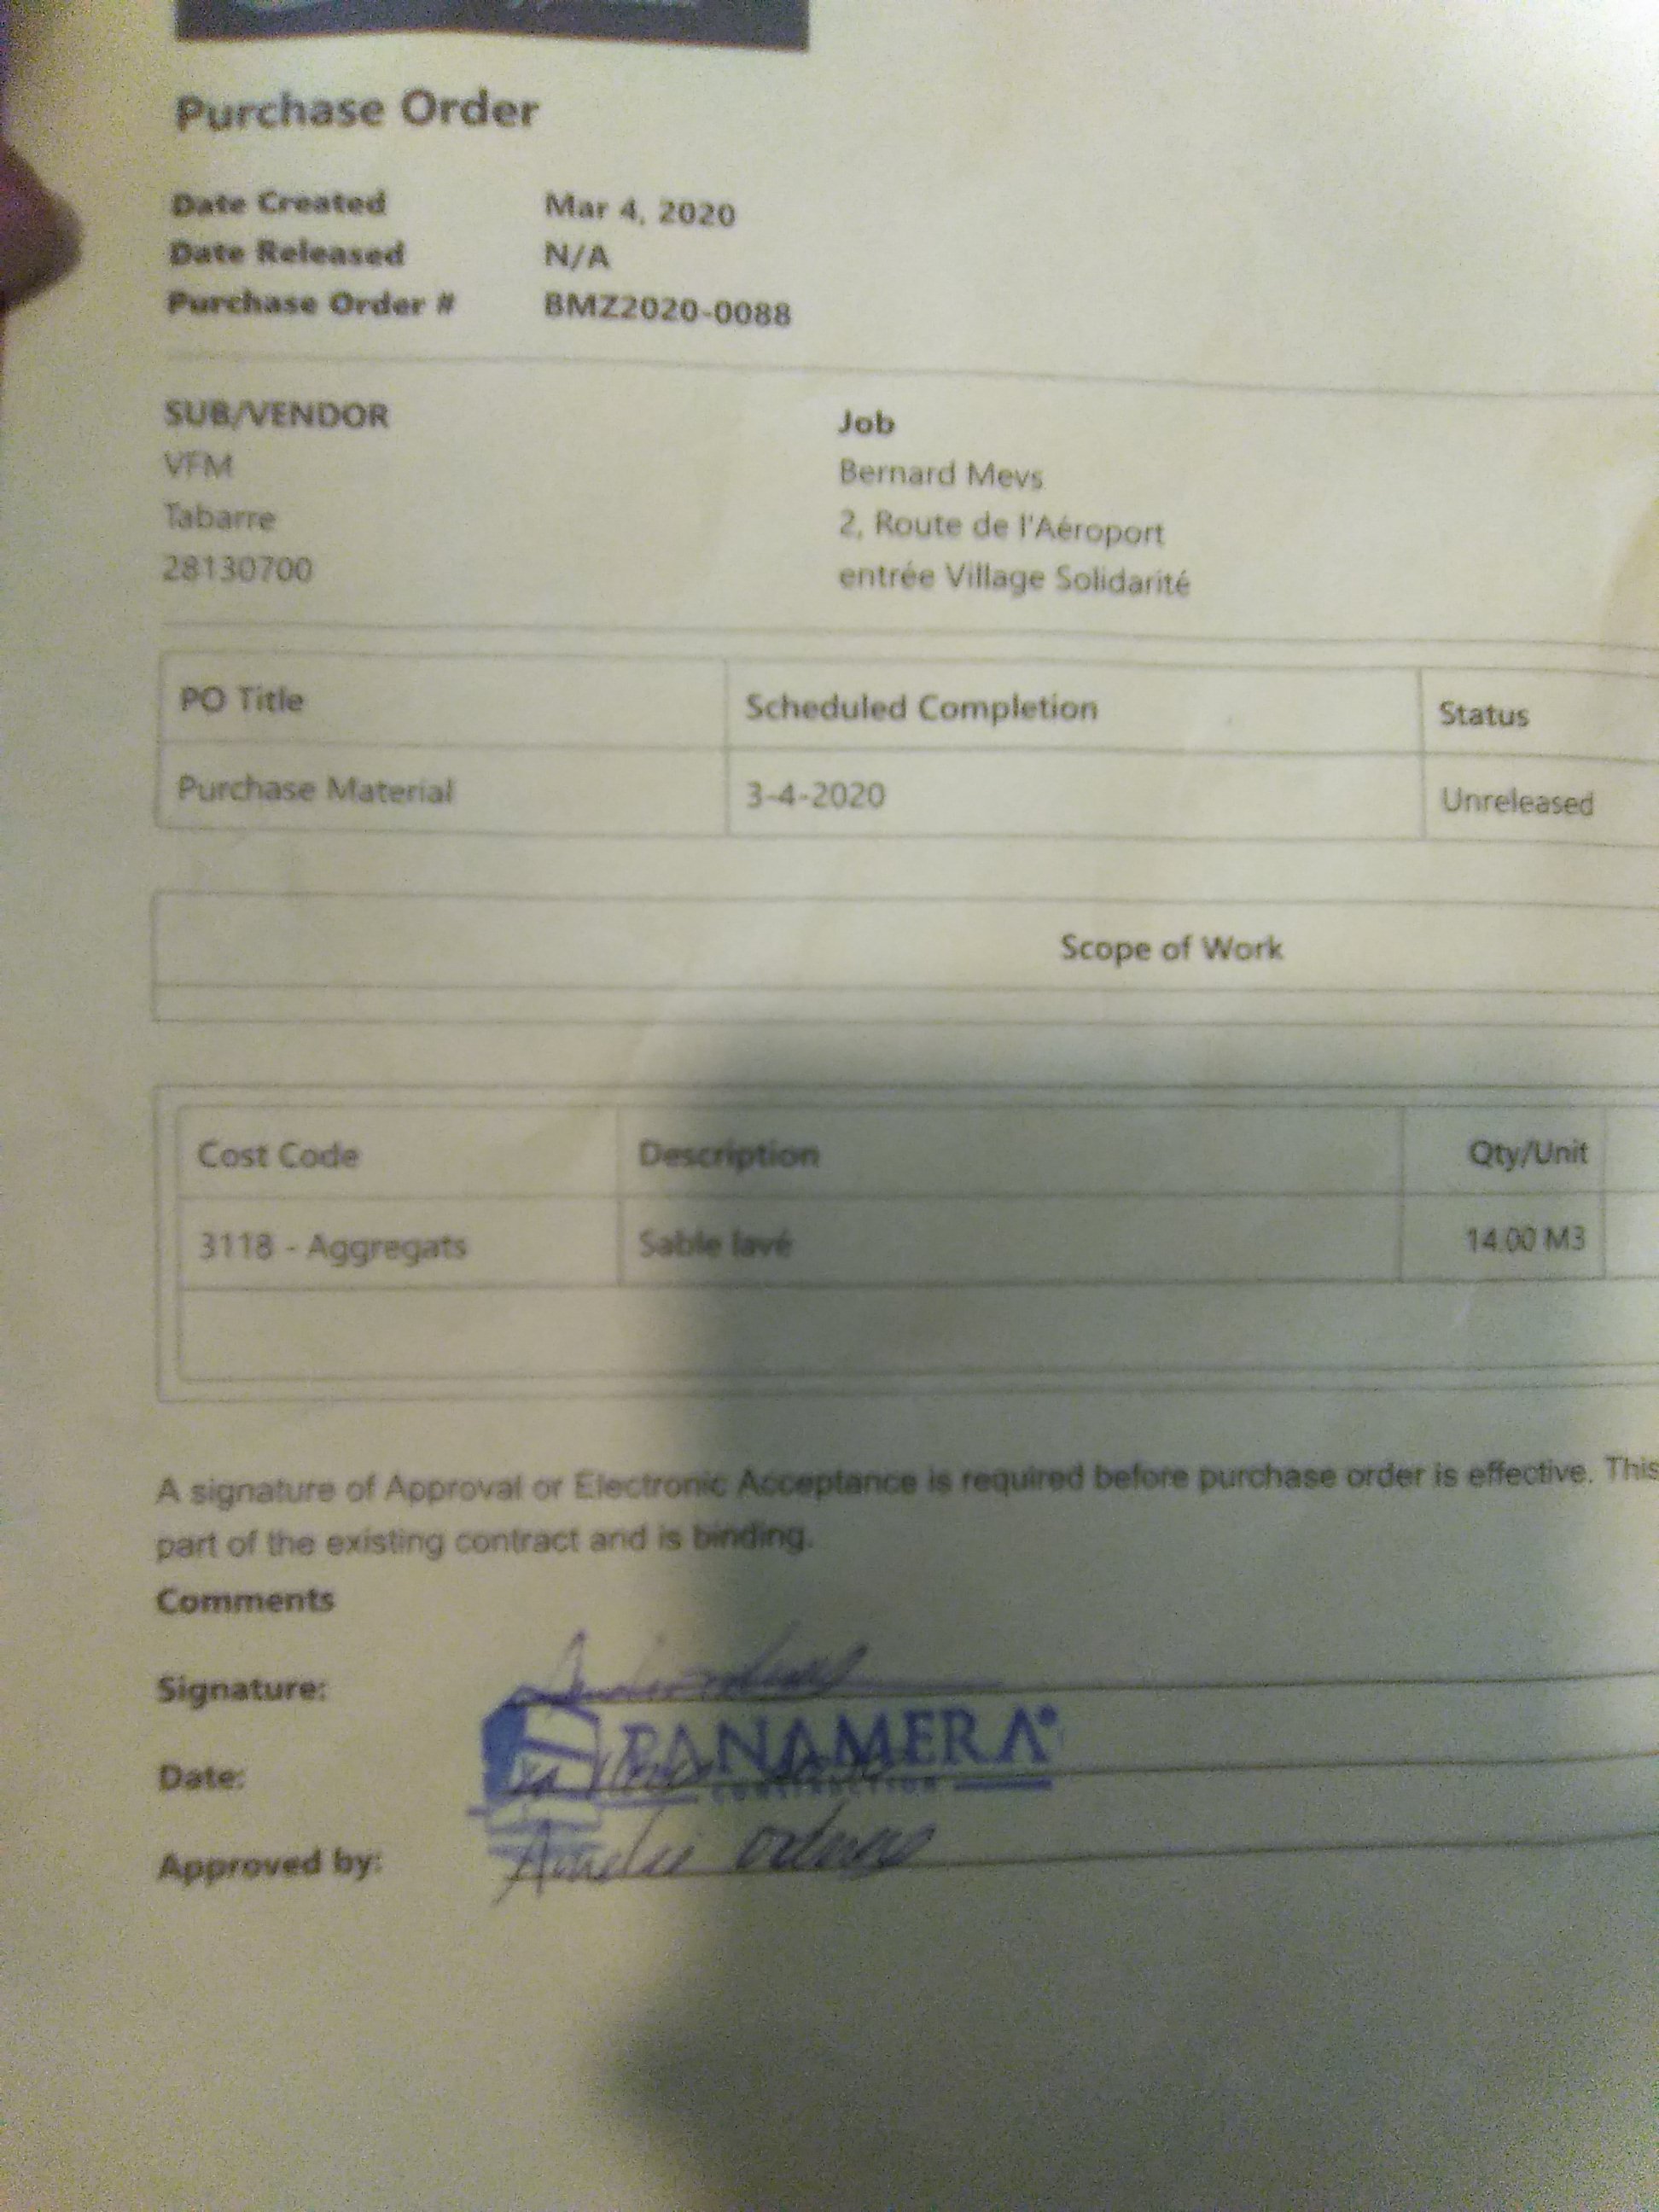 Purchase Order
Date Created Mar 4, 2020
Date Released N/A
Purchase Order # BMZ2020-0088
SUB/VENDOR Job
VFM Bernard Mevs
Tabarre 2, Route de l'Aéroport
28130700 entrée Village Solidarité
PO Title Scheduled Completion Status
Purchase Material 3-4-2020 Unreleased
Scope of Work
Cost Code Description Qty/Unit
3118 - Aggregats Sable lavé 14.00 M3
A signature of Approval or Electronic Acceptance is required before purchase order is effective. This
part of the existing contract and is binding.
Comments
Signature:
PANAMERA
Date:
CONSTRUCTION
Approved by: